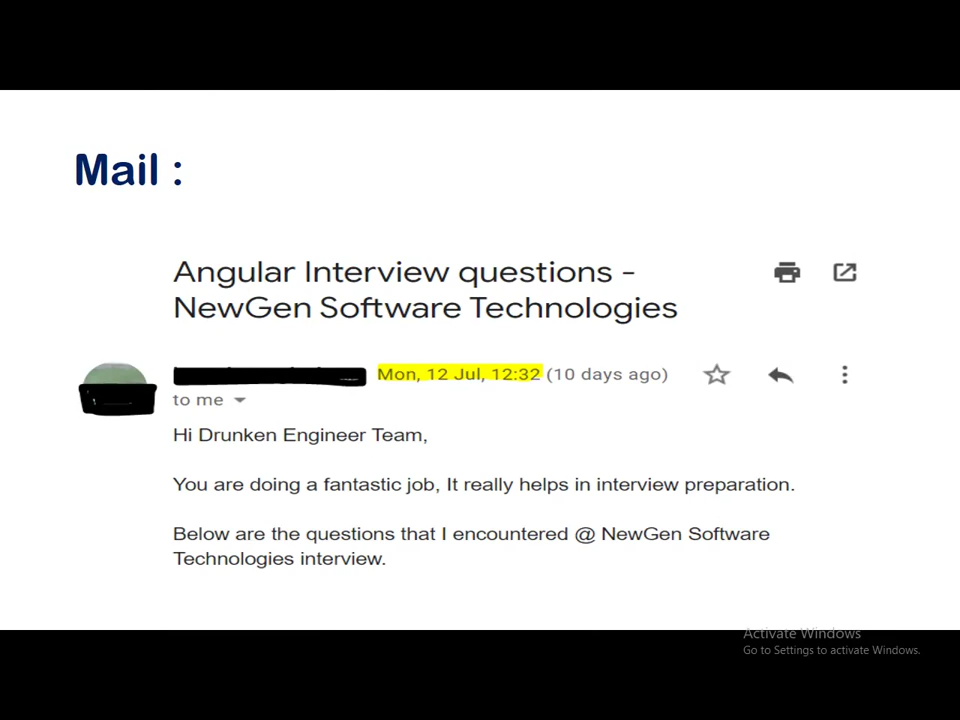 Mail :
Angular Interview questions -
NewGen Software Technologies
Mon, 12 Jul, 12:32 (10 days ago)
to me
Hi Drunken Engineer Team,
You are doing a fantastic job, It really helps in interview preparation.
Below are the questions that I encountered @ NewGen Software
Technologies interview.
Activate Windows
Go to Settings to activate Windows.